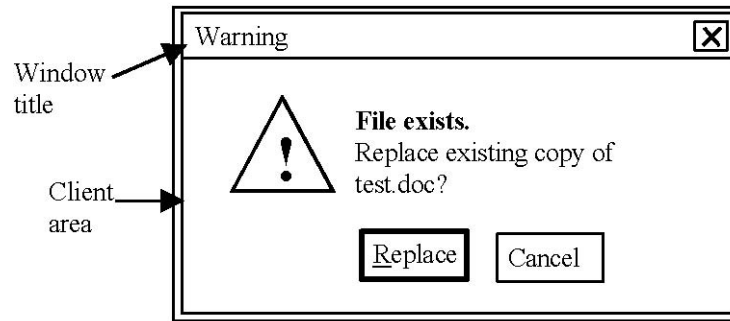 Warning
Window
title
File exists.
Replace existing copy of
test.doc?
Client
area
Replace
Cancel